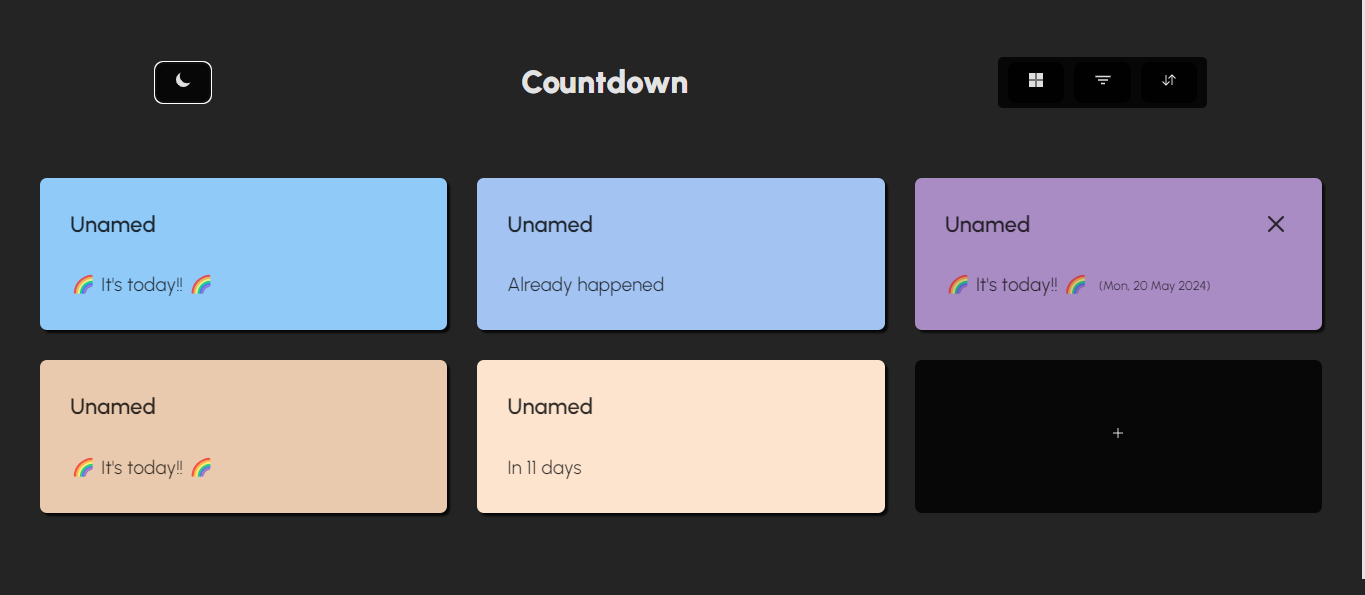 Countdown
Unamed
🌈 It's today!! 🌈
Unamed
Already happened
Unamed
🌈 It's today!! 🌈 (Mon, 20 May 2024)
Unamed
🌈 It's today!! 🌈
Unamed
In 11 days
+